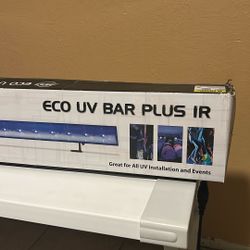 ECO UV BAR PLUS IR
Great for All UV Installation and Events